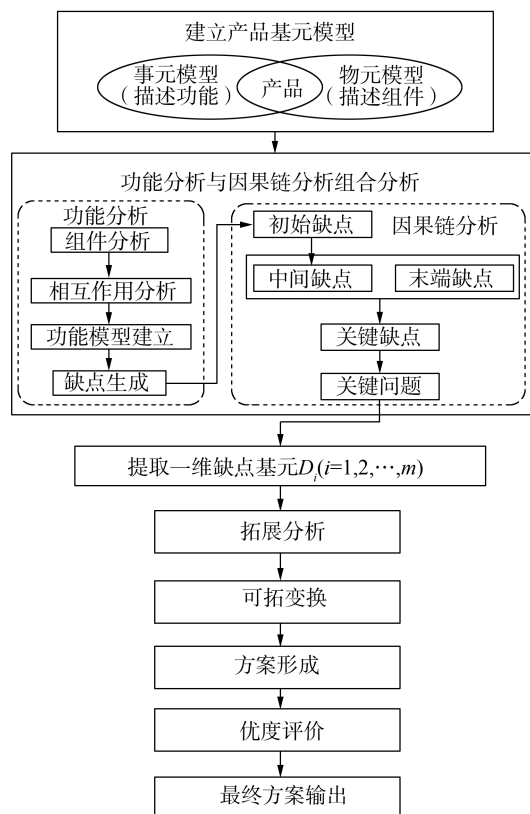 建立产品基元模型
事元模型
（描述功能）
产品
物元模型
（描述组件）
功能分析与因果链分析组合分析
功能分析
组件分析
相互作用分析
功能模型建立
缺点生成
初始缺点
因果链分析
中间缺点
末端缺点
关键缺点
关键问题
提取一维缺点基元Di(i=1,2,⋯,m)
拓展分析
可拓变换
方案形成
优度评价
最终方案输出